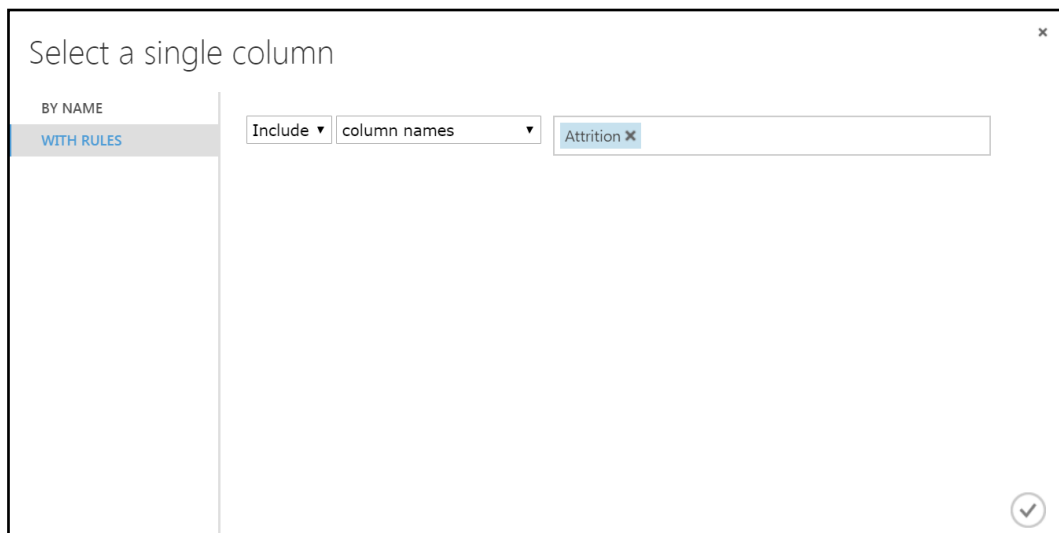 Select a single column
BY NAME
WITH RULES
Include column names Attrition